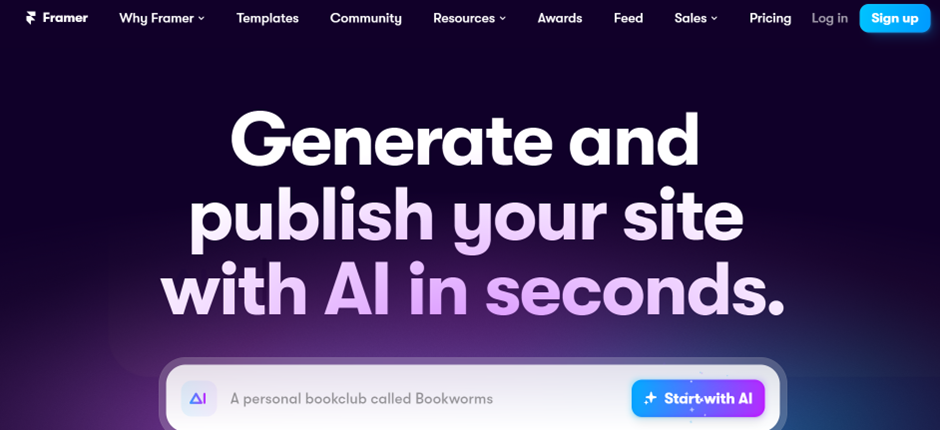 Framer Why Framer Templates Community Resources Awards Feed Sales Pricing Log in Sign up
Generate and
publish your site
with AI in seconds.
AI A personal bookclub called Bookworms Start with AI